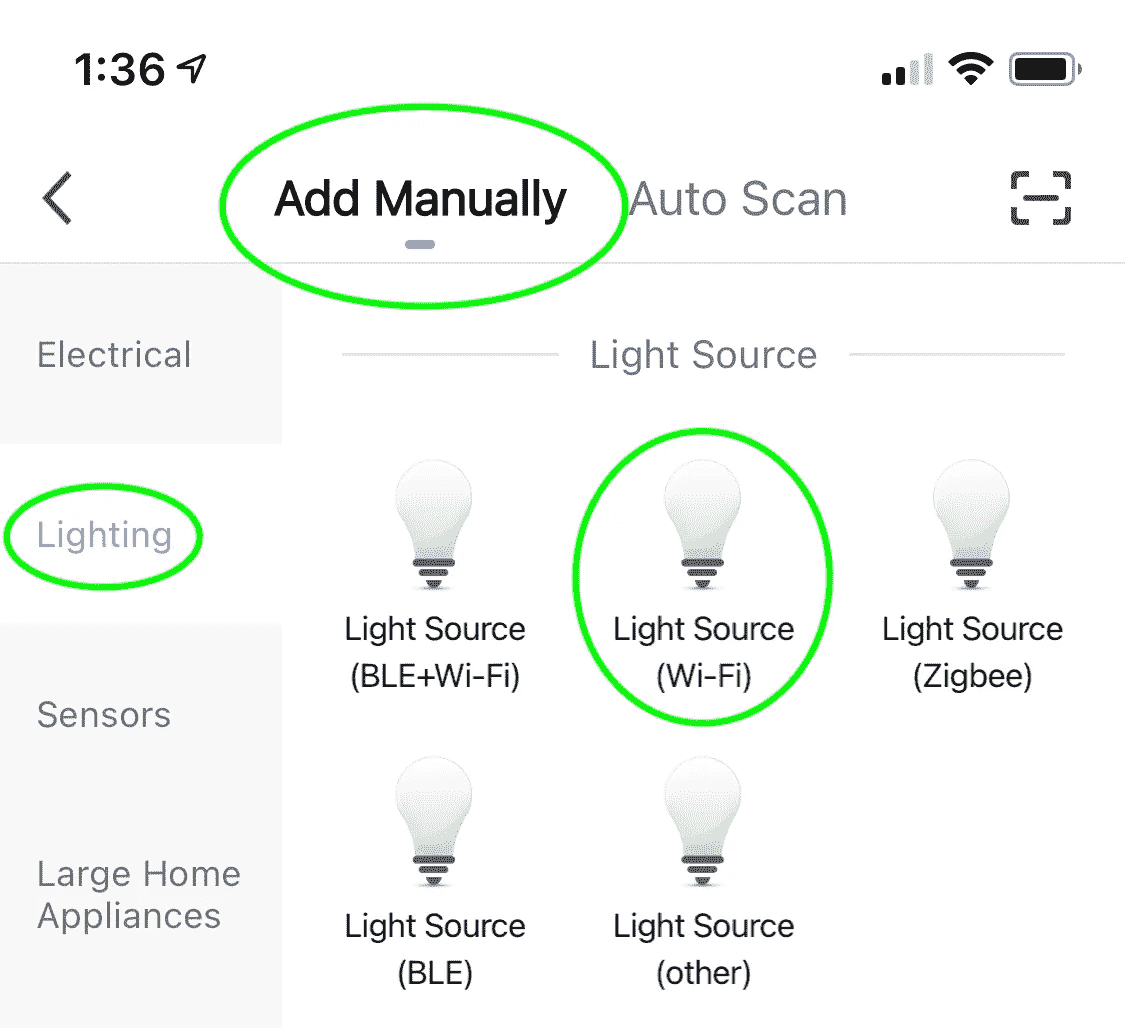 1:36
Add Manually
Auto Scan
Electrical
Lighting
Sensors
Large Home
Appliances
Light Source
Light Source
(BLE+Wi-Fi)
Light Source
(Wi-Fi)
Light Source
(Zigbee)
Light Source
(BLE)
Light Source
(other)